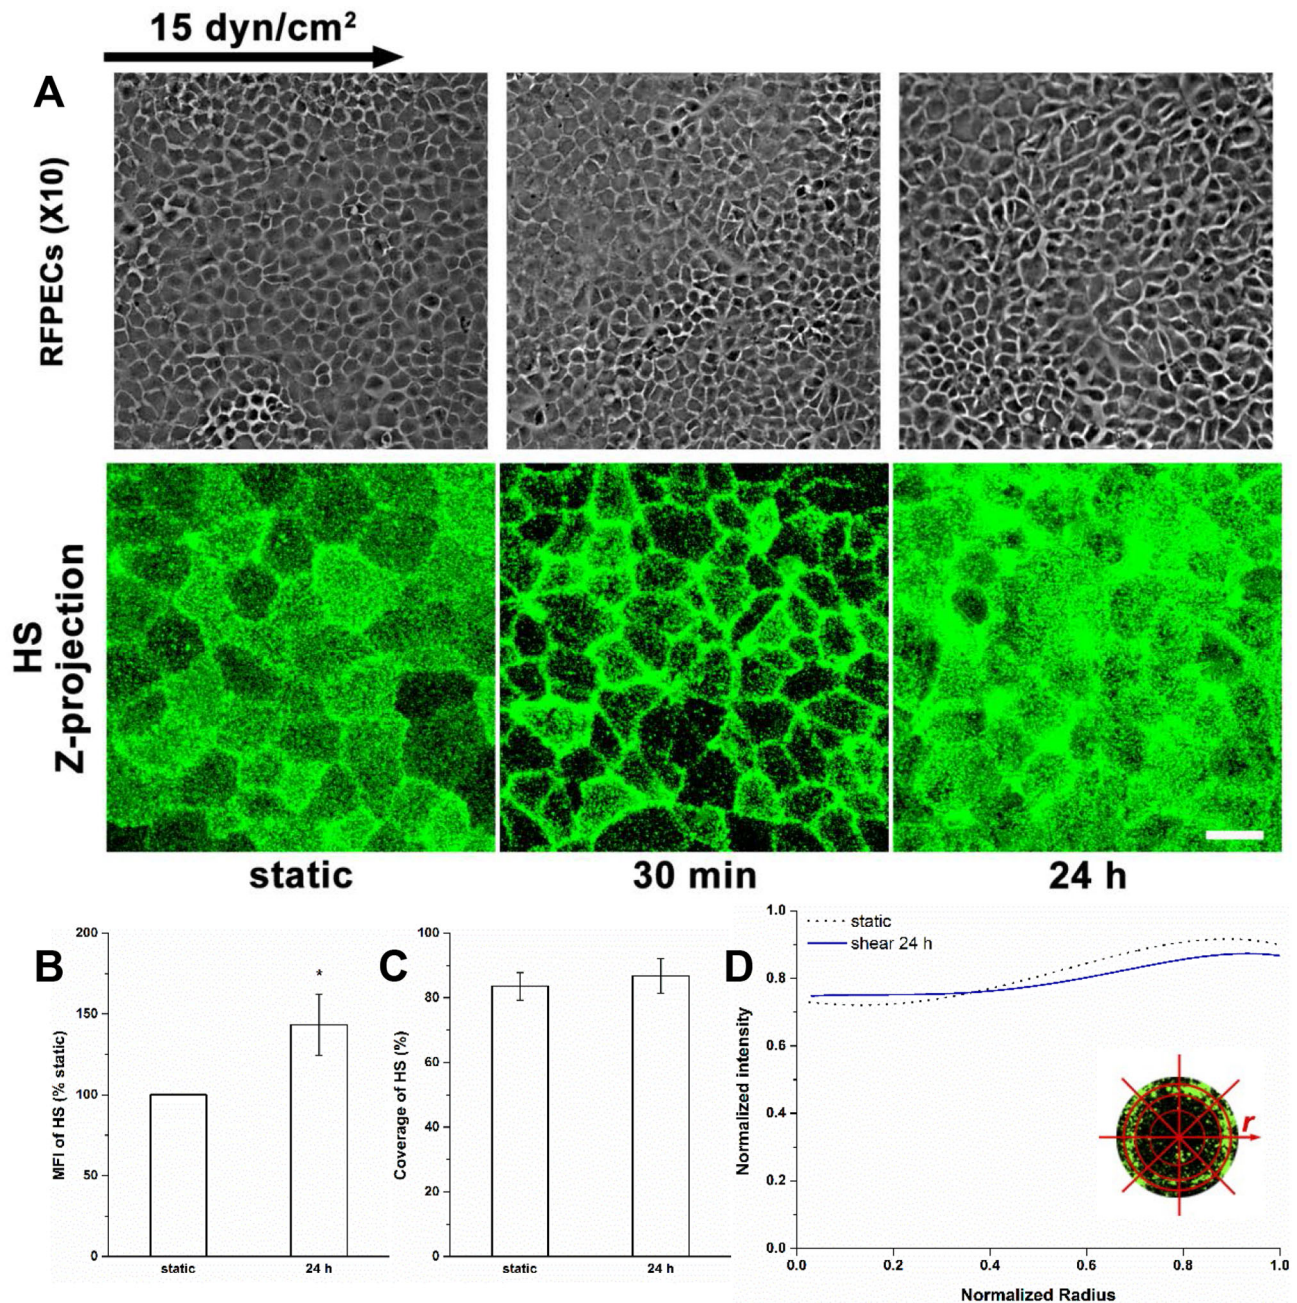 15 dyn/cm²
A
RFPECs (X10)
HS
Z-projection
static
30 min
24 h
B
MFI of HS (% static)
200
150
100
50
0
*
static
24 h
C
Coverage of HS (%)
100
80
60
40
20
0
static
24 h
D
static
shear 24 h
Normalized intensity
1.0
0.8
0.6
0.4
0.2
0.0
r
0.0 0.2 0.4 0.6 0.8 1.0
Normalized Radius